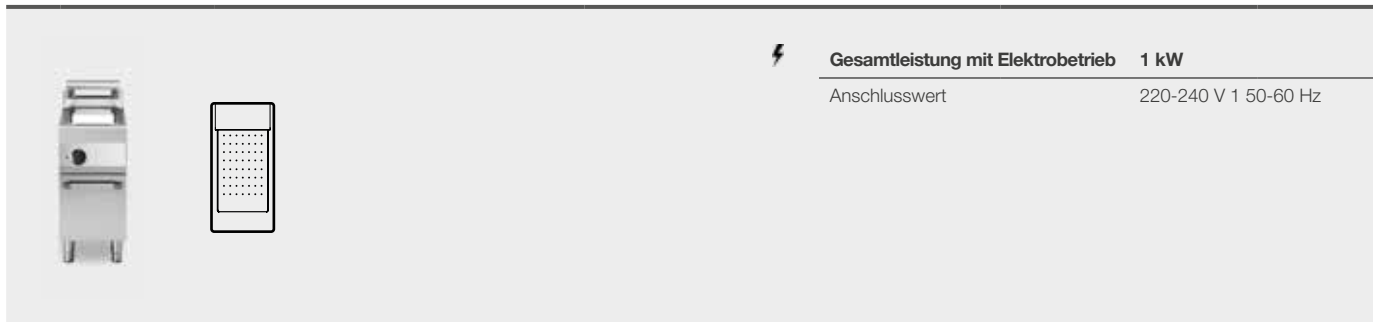 Gesamtleistung mit Elektrobetrieb 1 kW
Anschlusswert 220-240 V 1 50-60 Hz